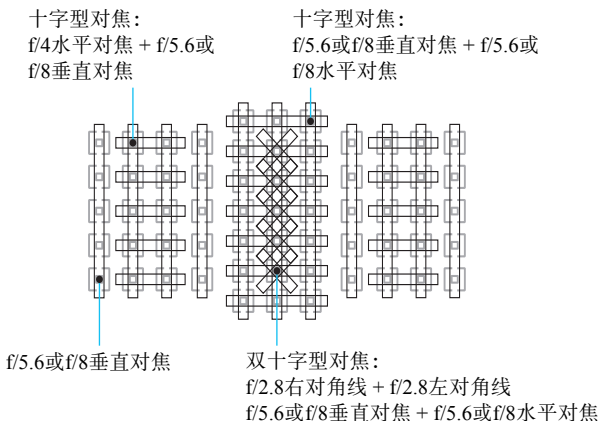 十字型对焦：
f/4水平对焦 + f/5.6或
f/8垂直对焦
十字型对焦：
f/5.6或f/8垂直对焦 + f/5.6或
f/8水平对焦
f/5.6或f/8垂直对焦
双十字型对焦：
f/2.8右对角线 + f/2.8左对角线
f/5.6或f/8垂直对焦 + f/5.6或f/8水平对焦